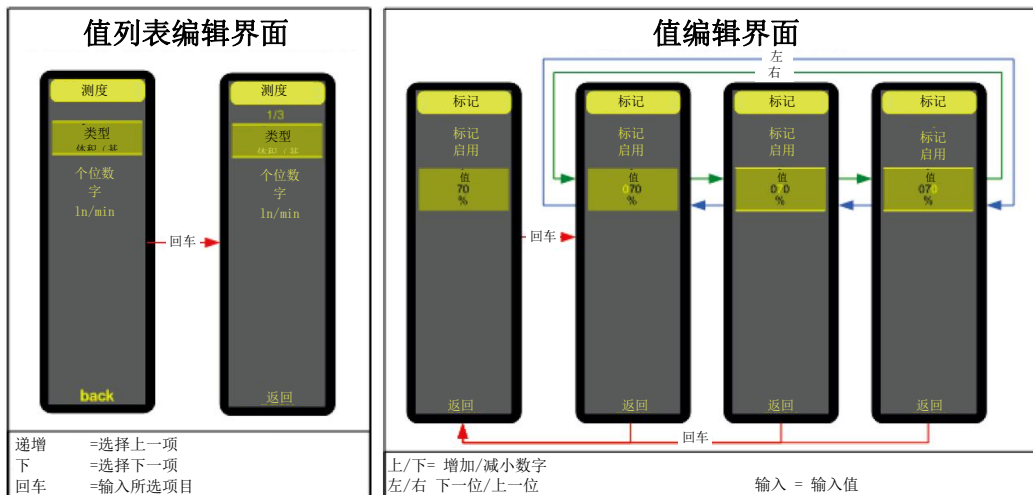 值列表编辑界面
测度
类型
个位数
字
ln/min
back
回车
测度
1/3
类型
个位数
字
ln/min
返回
递增 =选择上一项
下 =选择下一项
回车 =输入所选项目
值编辑界面
左
右
标记
标记
启用
值
70
%
返回
回车
标记
标记
启用
值
070
%
返回
标记
标记
启用
值
070
%
返回
标记
标记
启用
值
070
%
返回
回车
上/下= 增加/减小数字
左/右 下一位/上一位
输入 = 输入值